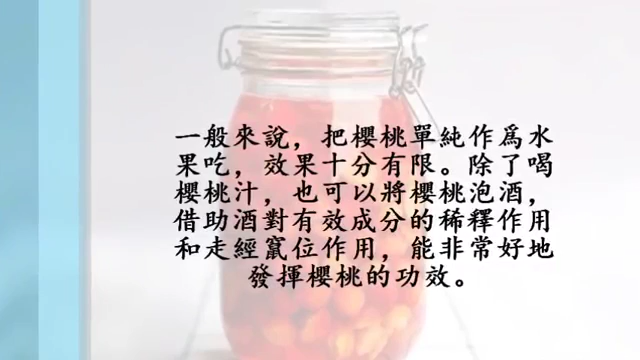 一般來說，把櫻桃單純作爲水
果吃，效果十分有限。除了喝
櫻桃汁，也可以將櫻桃泡酒，
借助酒對有效成分的稀釋作用
和走經竄位作用，能非常好地
發揮櫻桃的功效。